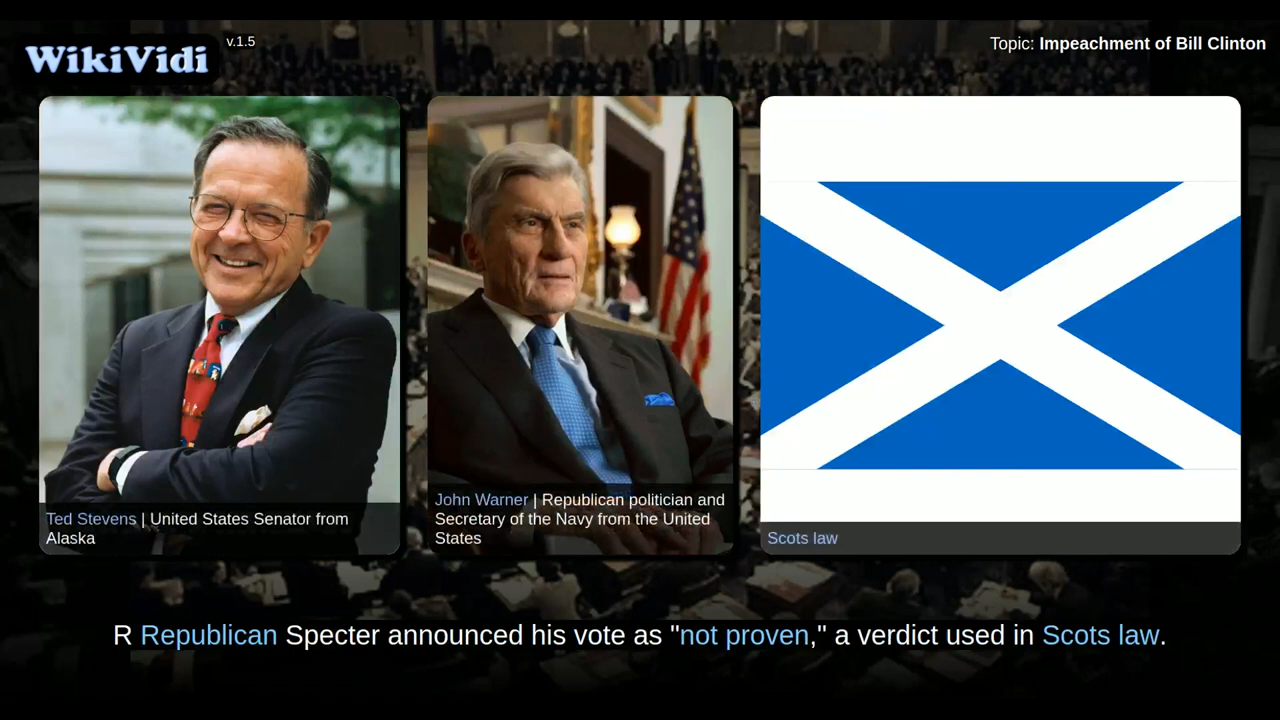 WikiVidi
v.1.5
Topic: Impeachment of Bill Clinton
Ted Stevens | United States Senator from
Alaska
John Warner | Republican politician and
Secretary of the Navy from the United
States
Scots law
R Republican Specter announced his vote as "not proven," a verdict used in Scots law.